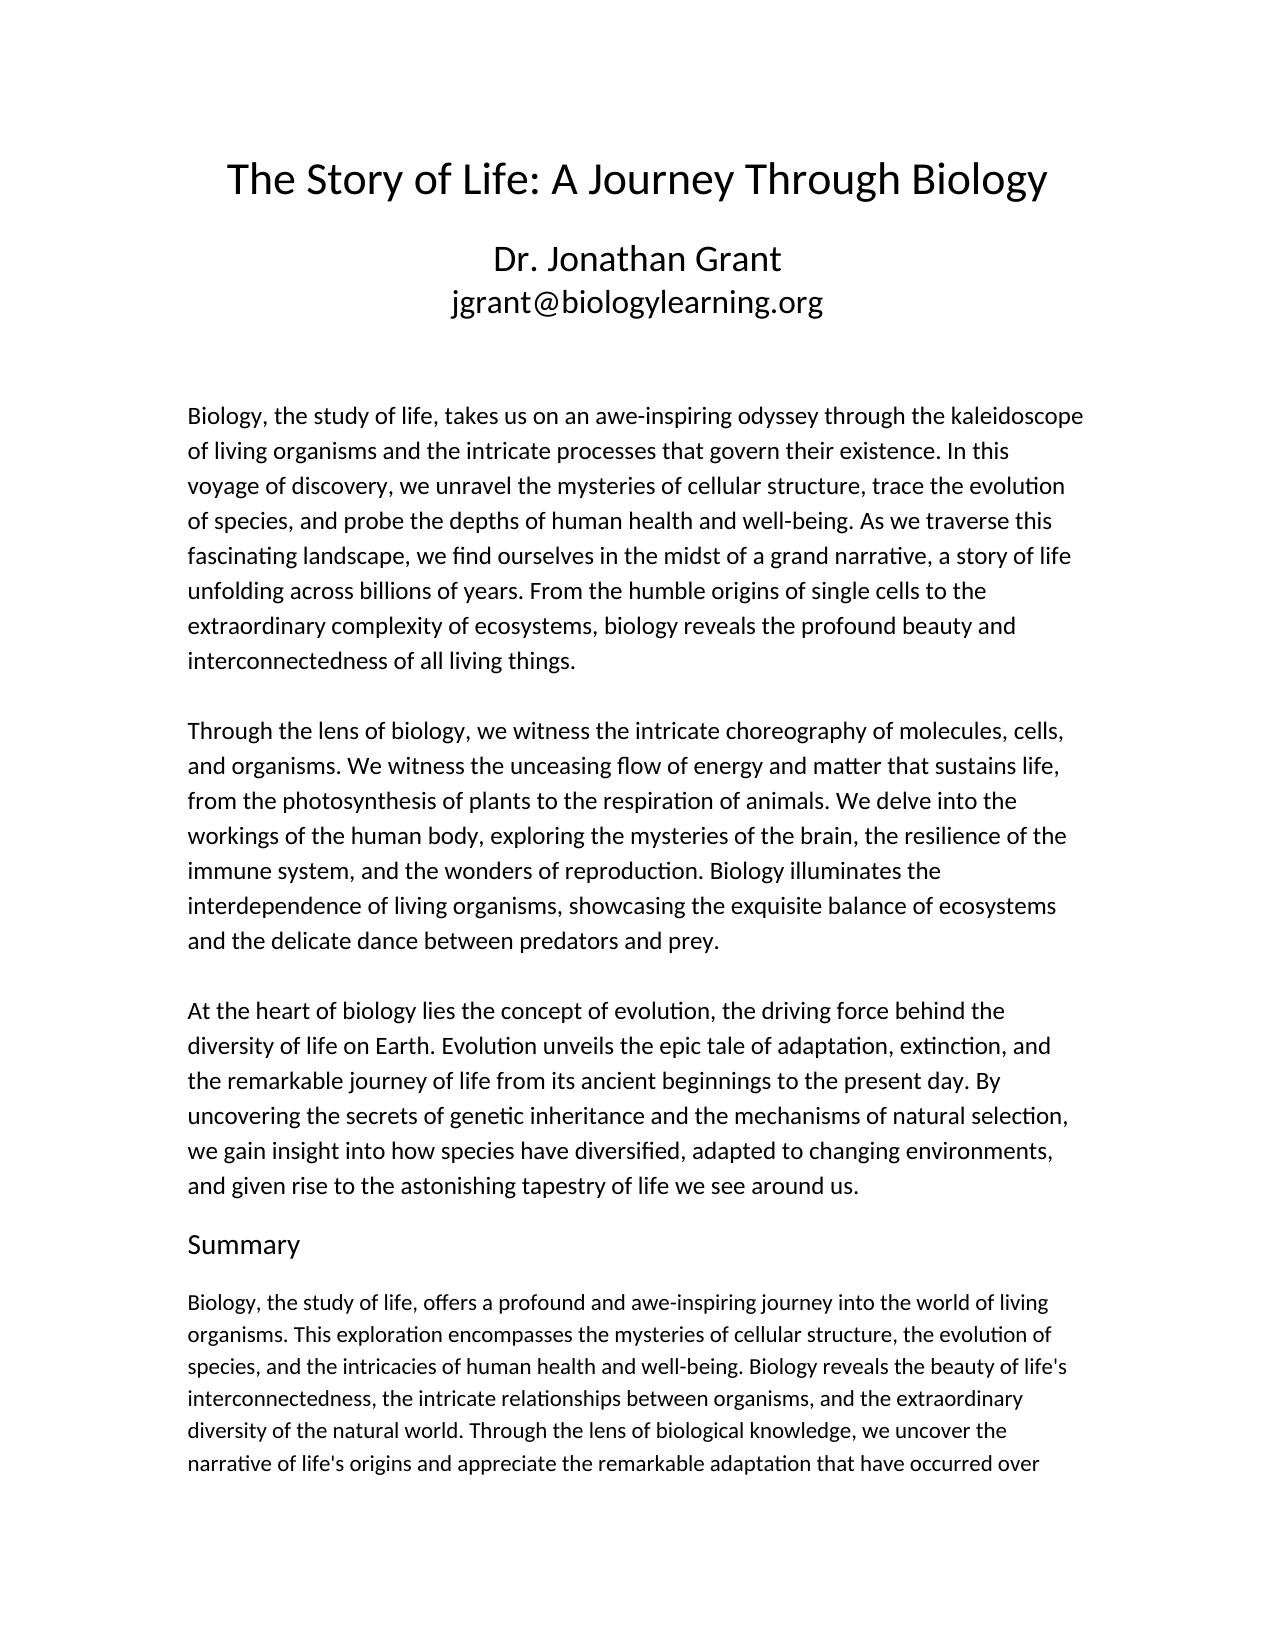 The Story of Life: A Journey Through Biology
Dr. Jonathan Grant
jgrant@biologylearning.org
Biology, the study of life, takes us on an awe-inspiring odyssey through the kaleidoscope
of living organisms and the intricate processes that govern their existence. In this
voyage of discovery, we unravel the mysteries of cellular structure, trace the evolution
of species, and probe the depths of human health and well-being. As we traverse this
fascinating landscape, we find ourselves in the midst of a grand narrative, a story of life
unfolding across billions of years. From the humble origins of single cells to the
extraordinary complexity of ecosystems, biology reveals the profound beauty and
interconnectedness of all living things.
Through the lens of biology, we witness the intricate choreography of molecules, cells,
and organisms. We witness the unceasing flow of energy and matter that sustains life,
from the photosynthesis of plants to the respiration of animals. We delve into the
workings of the human body, exploring the mysteries of the brain, the resilience of the
immune system, and the wonders of reproduction. Biology illuminates the
interdependence of living organisms, showcasing the exquisite balance of ecosystems
and the delicate dance between predators and prey.
At the heart of biology lies the concept of evolution, the driving force behind the
diversity of life on Earth. Evolution unveils the epic tale of adaptation, extinction, and
the remarkable journey of life from its ancient beginnings to the present day. By
uncovering the secrets of genetic inheritance and the mechanisms of natural selection,
we gain insight into how species have diversified, adapted to changing environments,
and given rise to the astonishing tapestry of life we see around us.
Summary
Biology, the study of life, offers a profound and awe-inspiring journey into the world of living
organisms. This exploration encompasses the mysteries of cellular structure, the evolution of
species, and the intricacies of human health and well-being. Biology reveals the beauty of life's
interconnectedness, the intricate relationships between organisms, and the extraordinary
diversity of the natural world. Through the lens of biological knowledge, we uncover the
narrative of life's origins and appreciate the remarkable adaptation that have occurred over